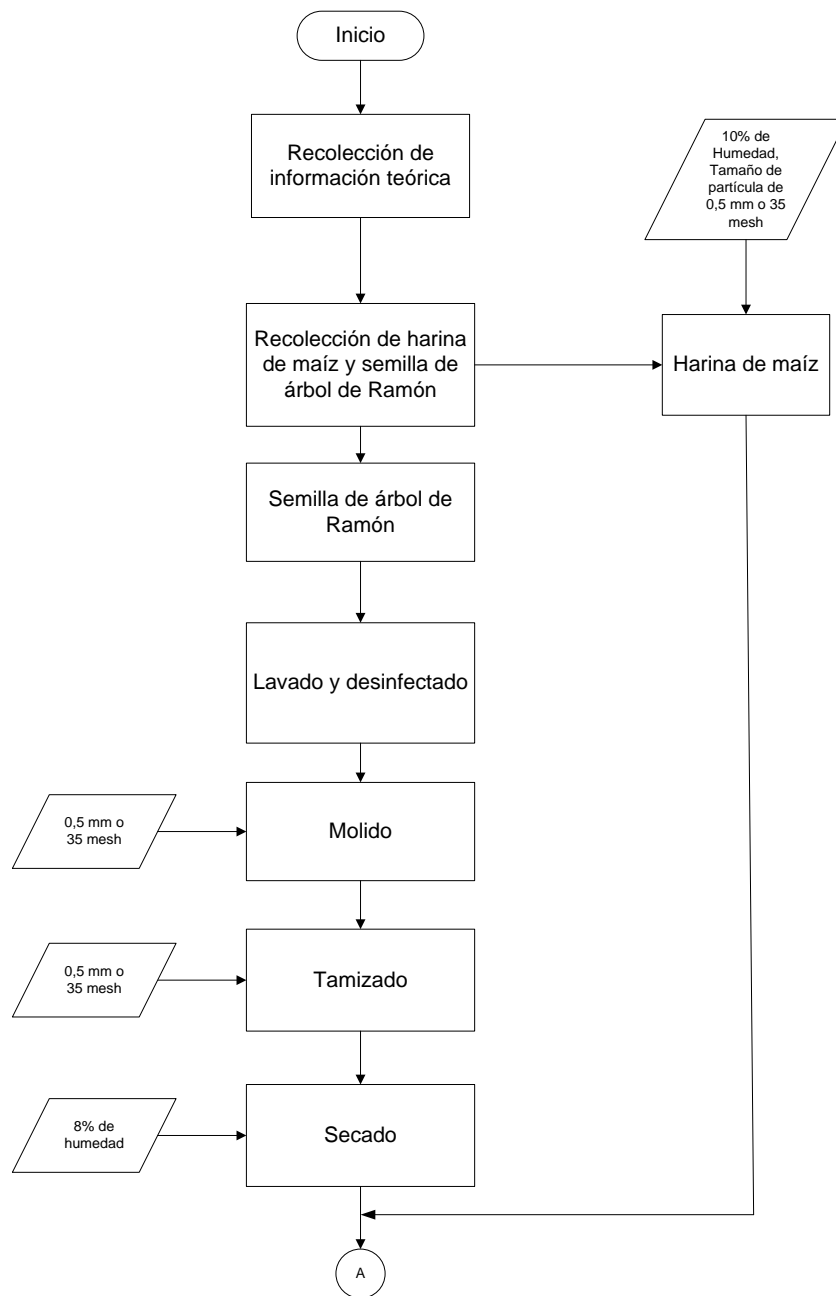 Inicio
Recolección de
información teórica
10% de
Humedad,
Tamaño de
partícula de
0,5 mm o 35
mesh
Recolección de harina
de maíz y semilla de
árbol de Ramón
Harina de maíz
Semilla de árbol de
Ramón
Lavado y desinfectado
0,5 mm o
35 mesh
Molido
0,5 mm o
35 mesh
Tamizado
8% de
humedad
Secado
A